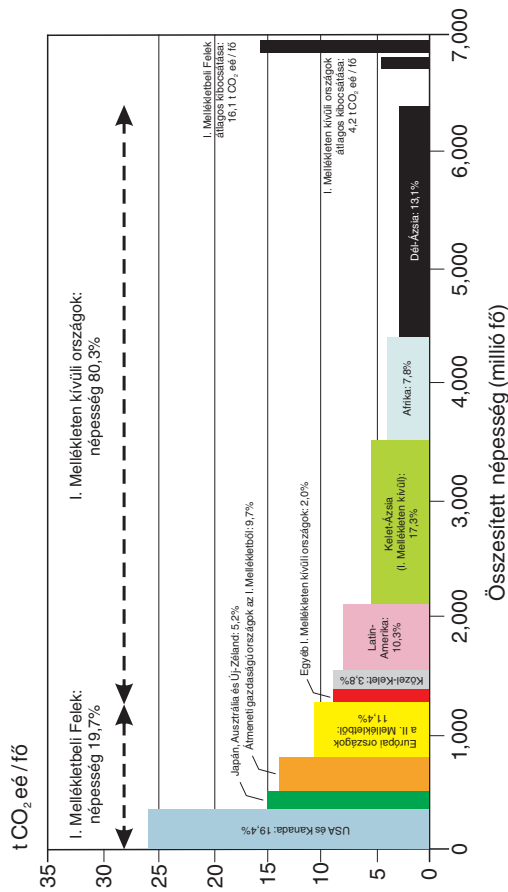 t CO₂ eé / fő
35
30
25
20
15
10
5
0
I. Mellékletbeli Felek:
népesség 19,7%
I. Mellékleten kívüli országok:
népesség 80,3%
I. Mellékletbeli Felek
átlagos kibocsátása:
16,1 t CO₂ eé / fő
I. Mellékleten kívüli országok
átlagos kibocsátása:
4,2 t CO₂ eé / fő
USA és Kanada: 19,4%
Japán, Ausztrália és Új-Zéland: 5,2%
Átmeneti gazdaságú országok az I. Mellékletből: 9,7%
Európai országok
a II. Mellékletből:
11,4%
Egyéb I. Mellékleten kívüli országok: 2,0%
Közel-Kelet: 3,8%
Latin-
Amerika:
10,3%
Kelet-Ázsia
(I. Mellékleten kívül):
17,3%
Afrika: 7,8%
Dél-Ázsia: 13,1%
0
1,000
2,000
3,000
4,000
5,000
6,000
7,000
Összesített népesség (millió fő)